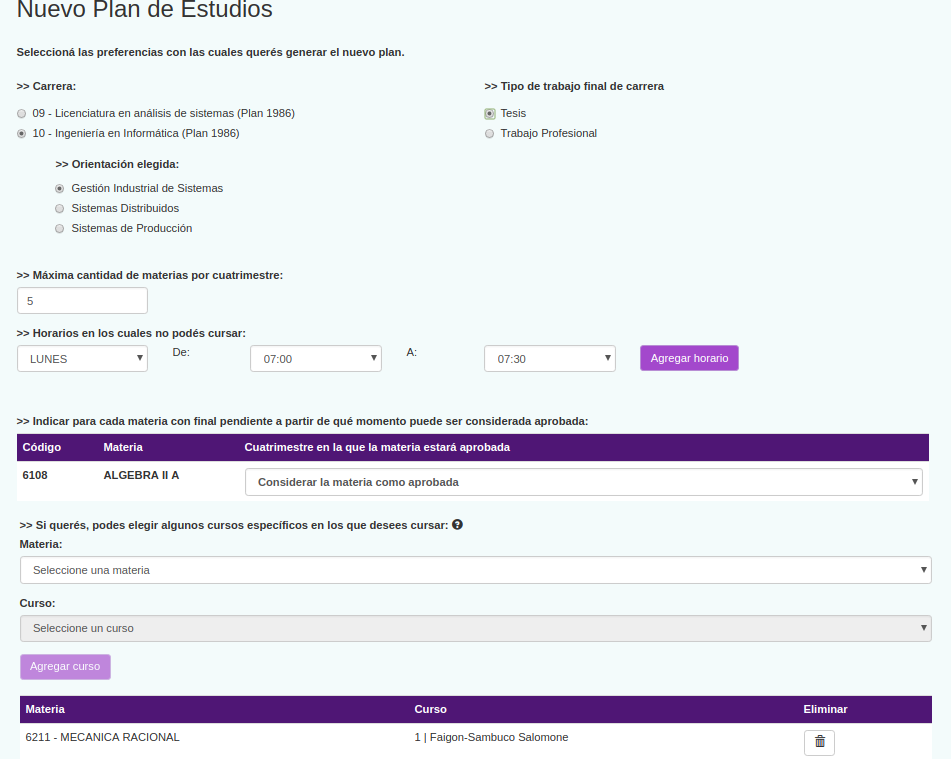 Nuevo Plan de Estudios
Seleccioná las preferencias con las cuales querés generar el nuevo plan.
>> Carrera:
>> Tipo de trabajo final de carrera
09 - Licenciatura en análisis de sistemas (Plan 1986)
Tesis
10 - Ingeniería en Informática (Plan 1986)
Trabajo Profesional
>> Orientación elegida:
Gestión Industrial de Sistemas
Sistemas Distribuidos
Sistemas de Producción
>> Máxima cantidad de materias por cuatrimestre:
5
>> Horarios en los cuales no podés cursar:
LUNES De: 07:00 A: 07:30 Agregar horario
>> Indicar para cada materia con final pendiente a partir de qué momento puede ser considerada aprobada:
Código Materia Cuatrimestre en la que la materia estará aprobada
6108 ALGEBRA II A Considerar la materia como aprobada
>> Si querés, podes elegir algunos cursos específicos en los que desees cursar: ?
Materia:
Seleccione una materia
Curso:
Seleccione un curso
Agregar curso
Materia Curso Eliminar
6211 - MECANICA RACIONAL 1 | Faigon-Sambuco Salomone